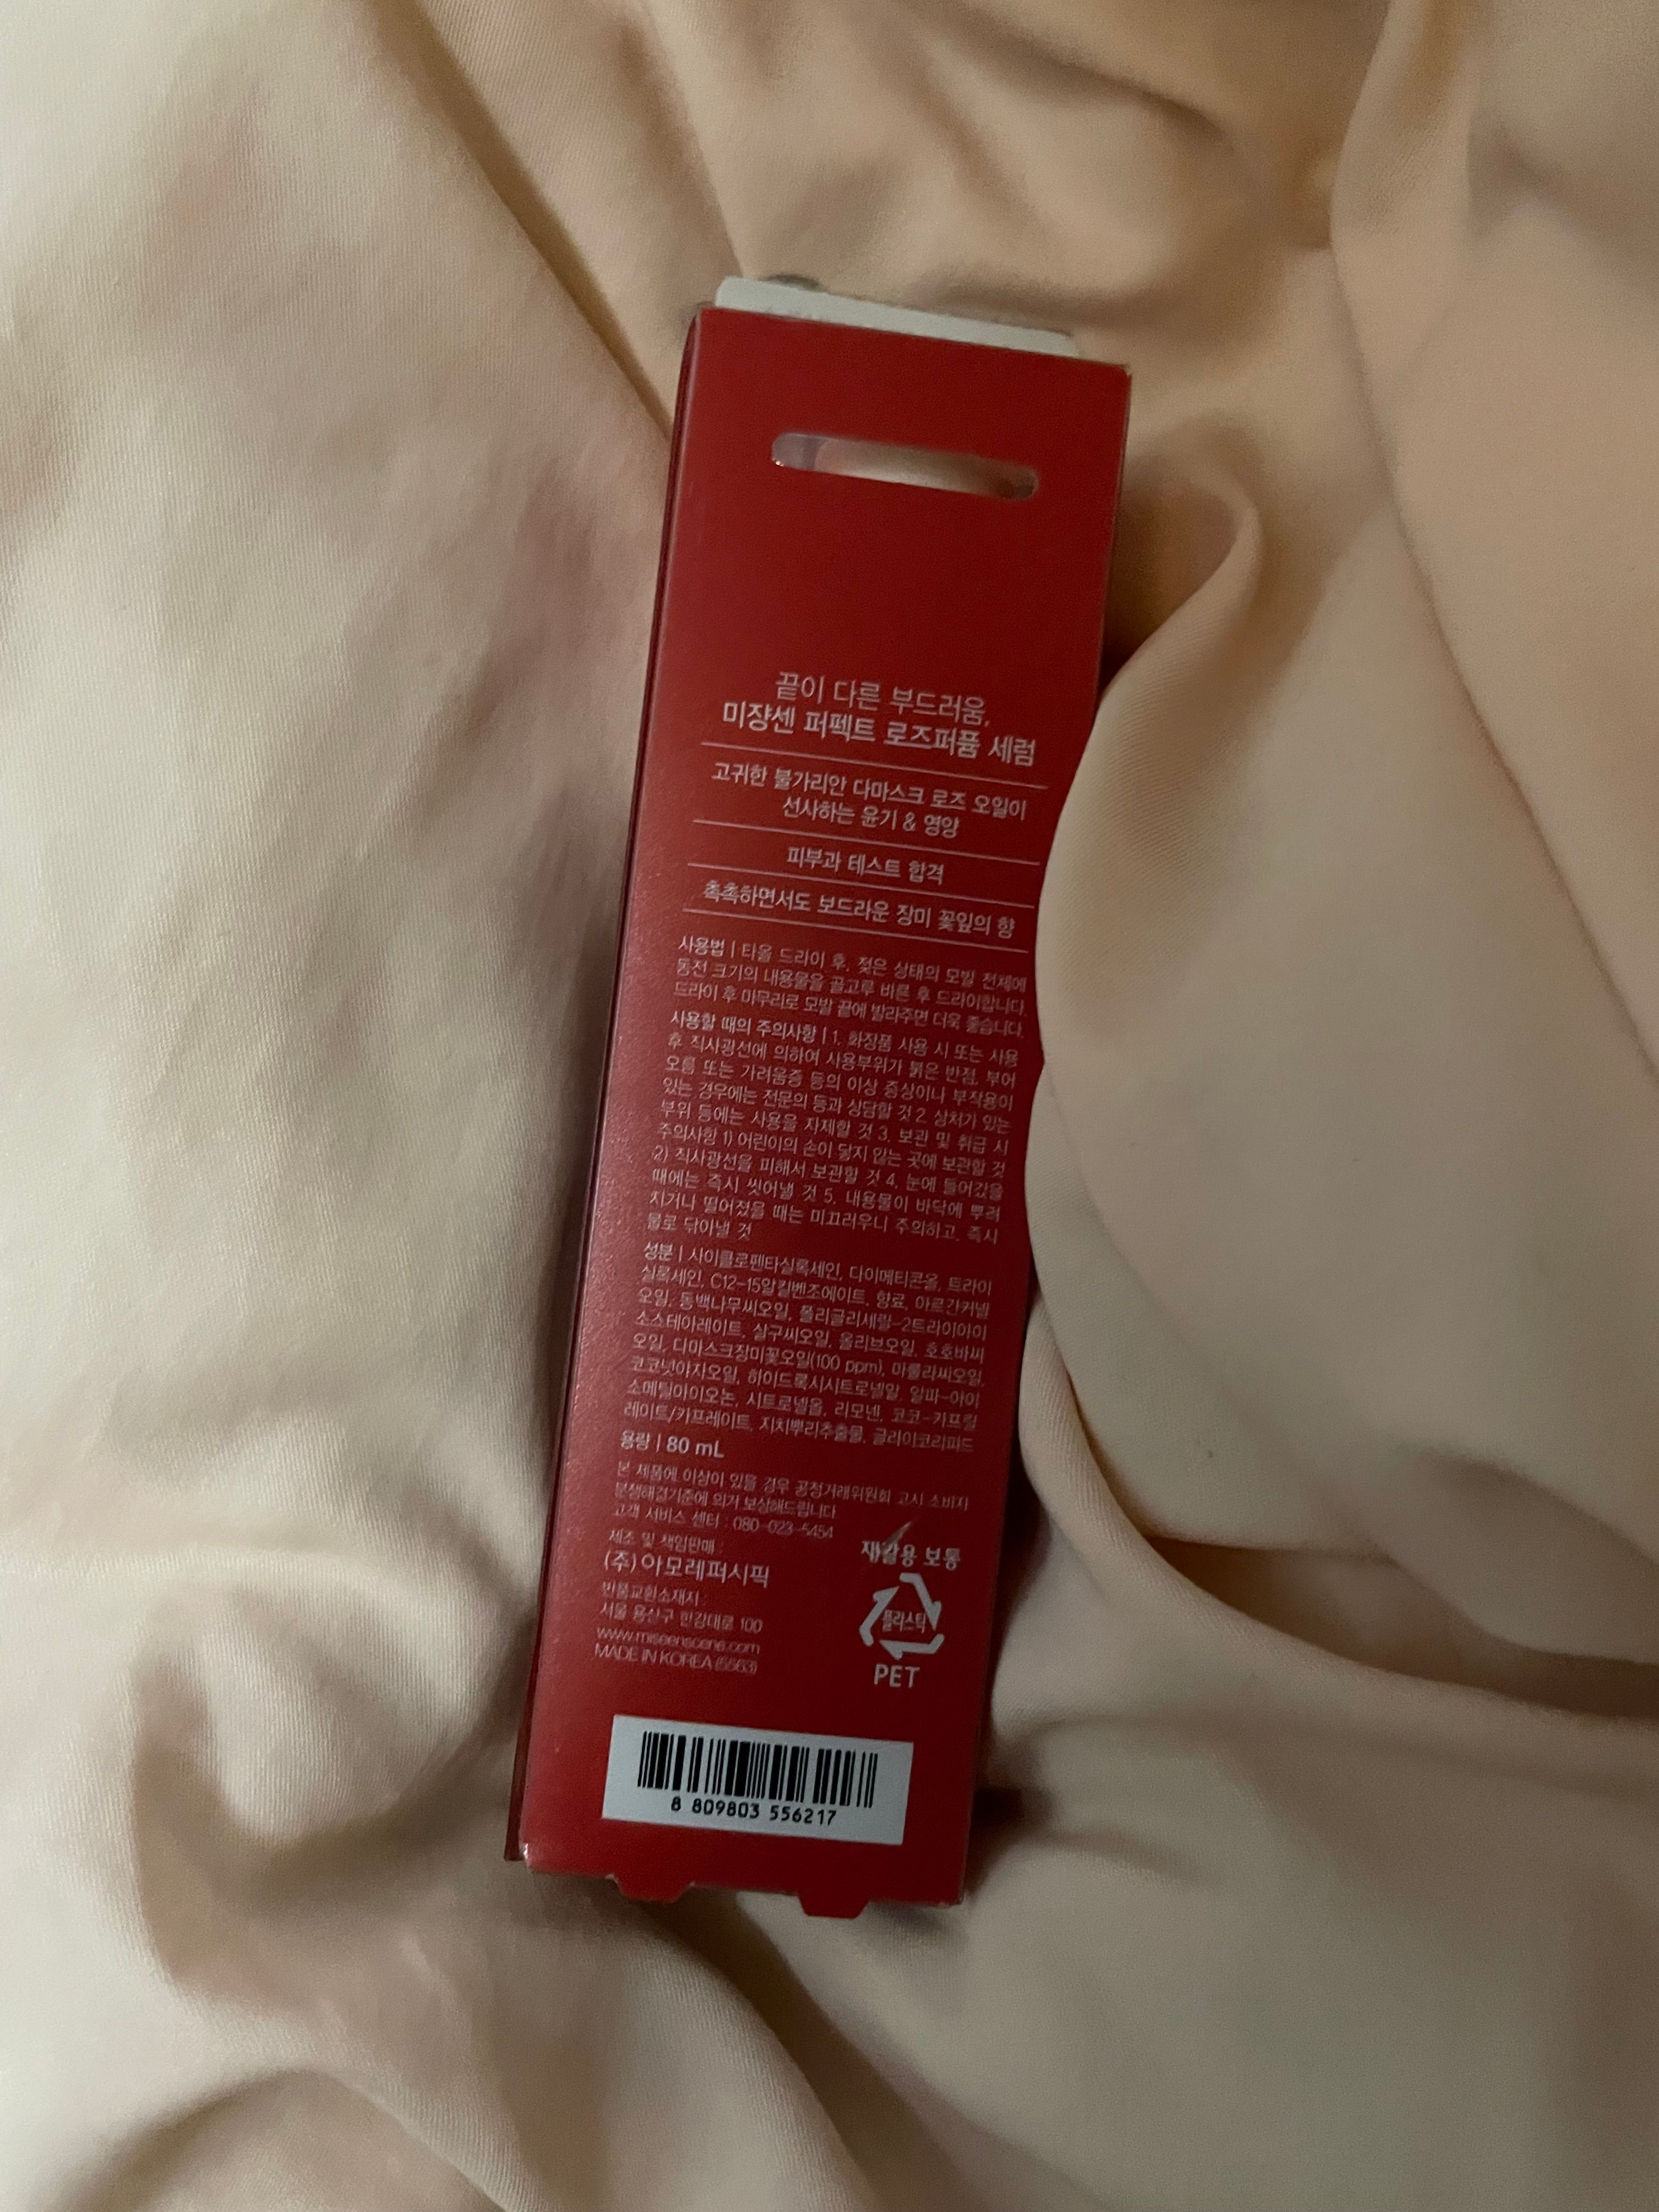 끝이 다른 부드러움,
미쟝센 퍼펙트 로즈퍼퓸 세럼
고귀한 불가리안 다마스크 로즈 오일이
선사하는 윤기 & 영양
피부과 테스트 합격
촉촉하면서도 보드라운 장미 꽃잎의 향
사용법 | 타올 드라이 후, 젖은 상태의 모발 전체에
동전 크기의 내용물을 골고루 바른 후 드라이합니다.
드라이 후 마무리로 모발 끝에 발라주면 더욱 좋습니다.
사용할 때의 주의사항 | 1. 화장품 사용 시 또는 사용
후 직사광선에 의하여 사용부위가 붉은 반점, 부어
오름 또는 가려움증 등의 이상 증상이나 부작용이
있는 경우에는 전문의 등과 상담할 것 2. 상처가 있는
부위 등에는 사용을 자제할 것 3. 보관 및 취급 시
주의사항 1) 어린이의 손이 닿지 않는 곳에 보관할 것
2) 직사광선을 피해서 보관할 것 4. 눈에 들어갔을
때에는 즉시 씻어낼 것 5. 내용물이 바닥에 뿌려
지거나 떨어졌을 때는 미끄러우니 주의하고, 즉시
물로 닦아낼 것
성분 | 사이클로펜타실록세인, 다이메티콘올, 트라이
실록세인, C12-15알킬벤조에이트, 향료, 아르간커넬
오일, 동백나무씨오일, 폴리글리세릴-2트라이아이
소스테아레이트, 살구씨오일, 올리브오일, 호호바씨
오일, 다마스크장미꽃오일(100 ppm), 마룰라씨오일,
코코넛야자오일, 하이드록시시트로넬알, 알파-아이
소메틸아이오논, 시트로넬올, 리모넨, 코코-카프릴
레이트/카프레이트, 지치뿌리추출물, 글라이코리피드
용량 | 80 mL
본 제품에 이상이 있을 경우 공정거래위원회 고시 소비자
분쟁해결기준에 의거 보상해드립니다
고객 서비스 센터 : 080-023-5454
제조 및 책임판매 :
(주)아모레퍼시픽
반품교환소재지 :
서울 용산구 한강대로 100
www.miseenscene.com
MADE IN KOREA (5563)
재활용 보통
플라스틱
PET
8 809803 556217